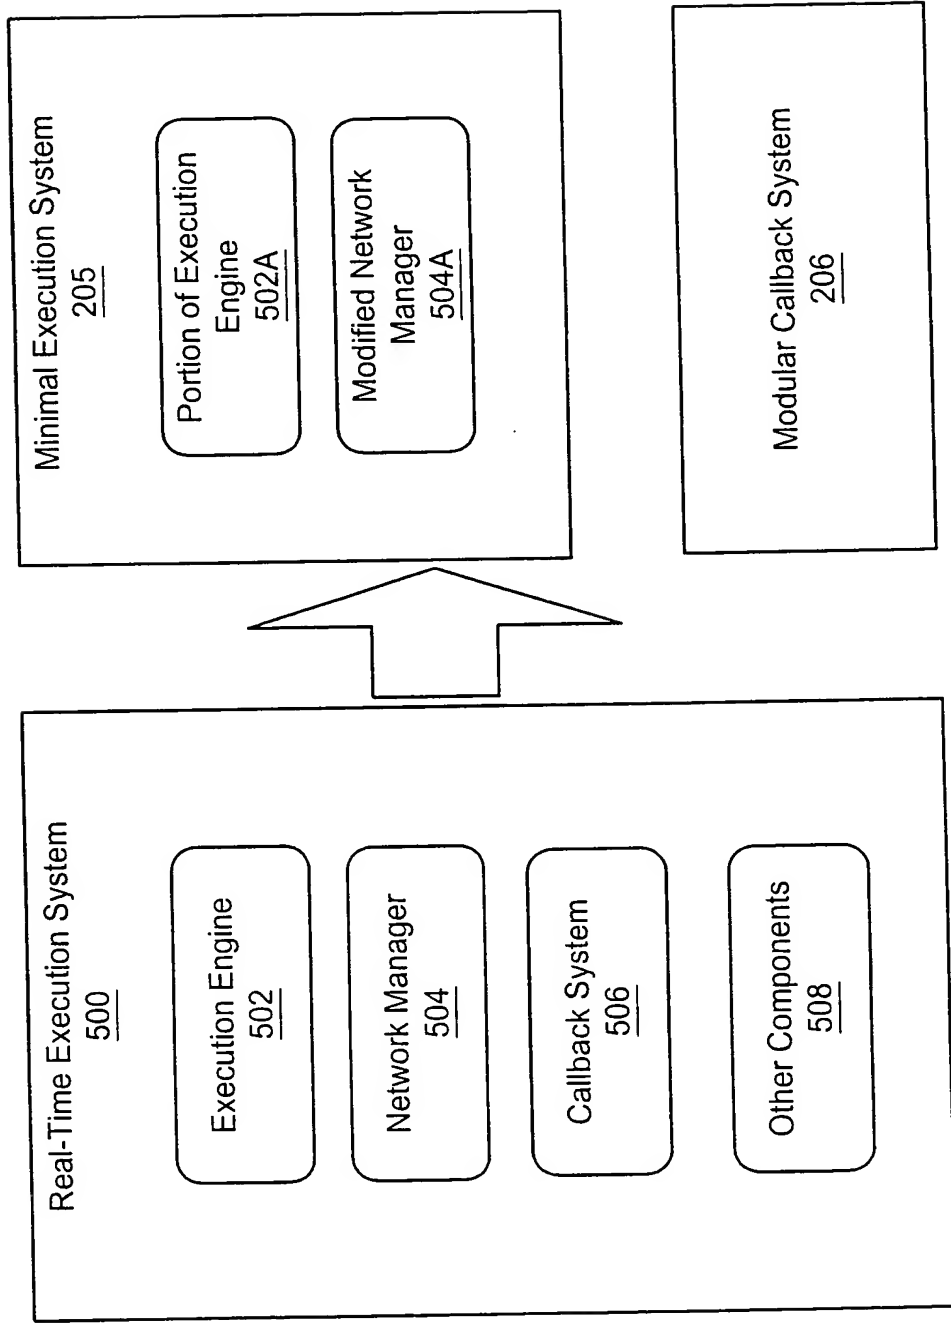 Real-Time Execution System
500
Execution Engine
502
Network Manager
504
Callback System
506
Other Components
508
Minimal Execution System
205
Portion of Execution
Engine
502A
Modified Network
Manager
504A
Modular Callback System
206